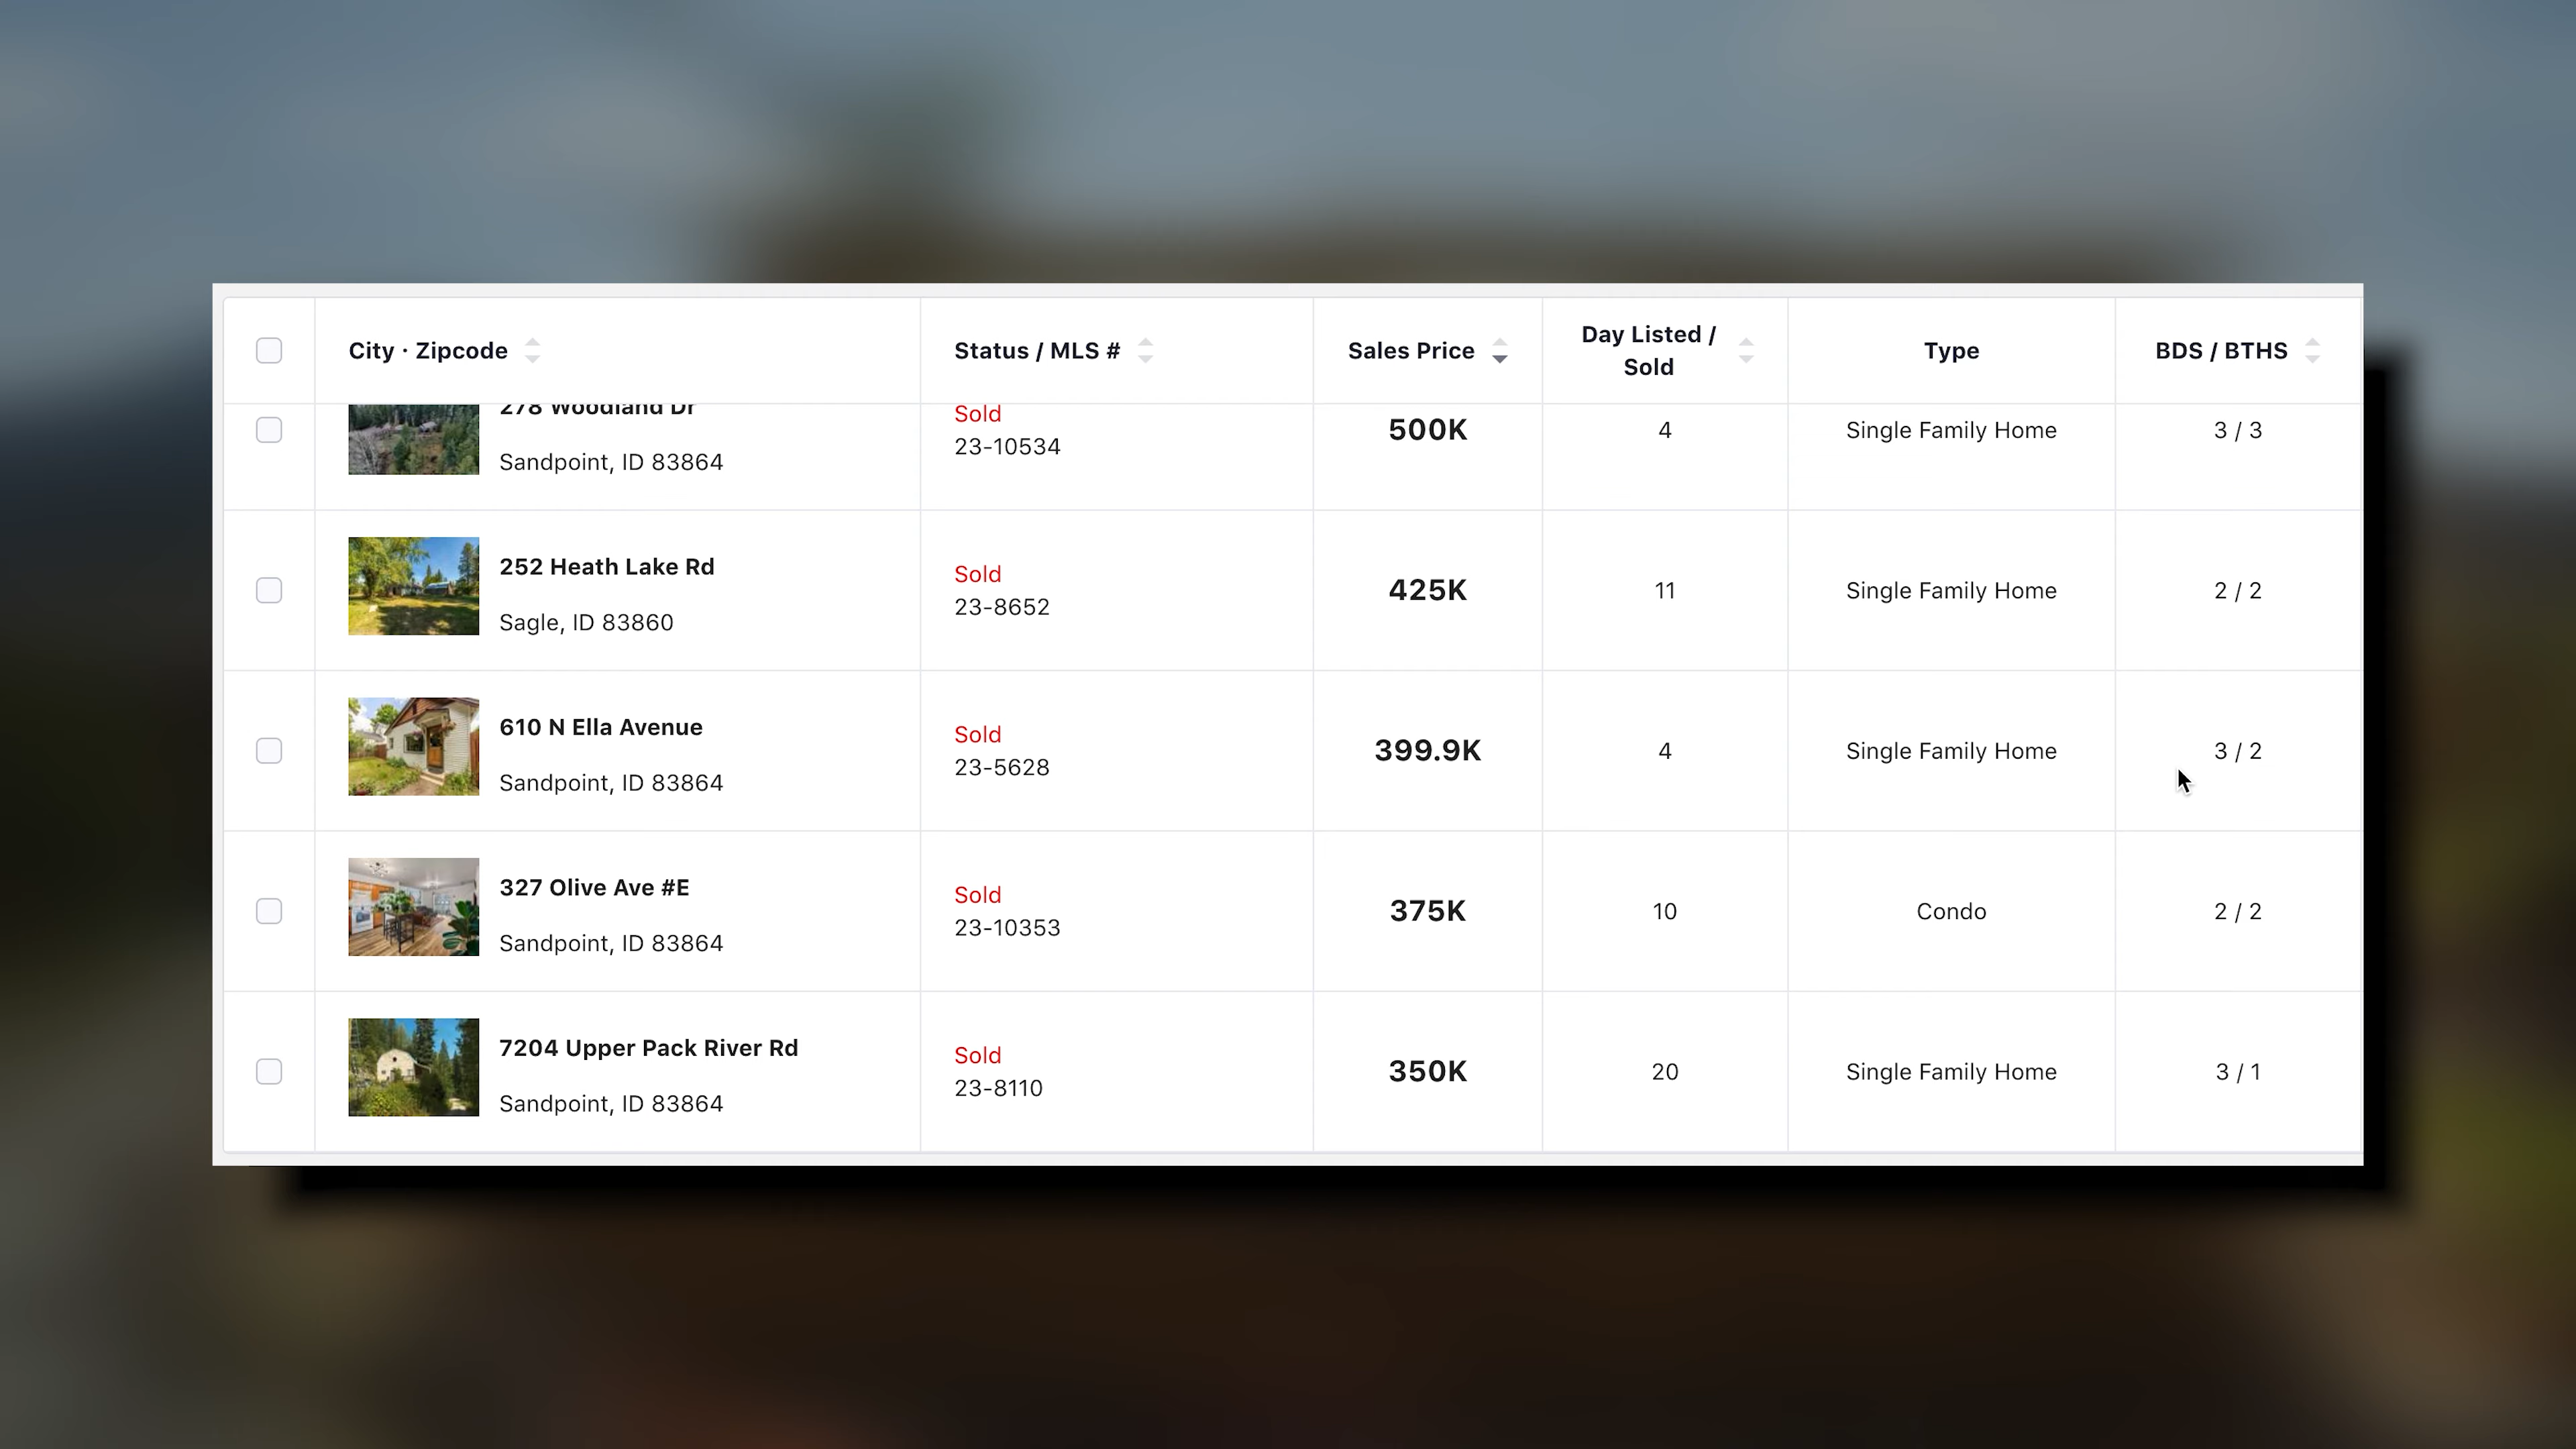 City · Zipcode
Status / MLS #
Sales Price
Day Listed /
Sold
Type
BDS / BTHS
278 Woodland Dr
Sandpoint, ID 83864
Sold
23-10534
500K
4
Single Family Home
3 / 3
252 Heath Lake Rd
Sagle, ID 83860
Sold
23-8652
425K
11
Single Family Home
2 / 2
610 N Ella Avenue
Sandpoint, ID 83864
Sold
23-5628
399.9K
4
Single Family Home
3 / 2
327 Olive Ave #E
Sandpoint, ID 83864
Sold
23-10353
375K
10
Condo
2 / 2
7204 Upper Pack River Rd
Sandpoint, ID 83864
Sold
23-8110
350K
20
Single Family Home
3 / 1